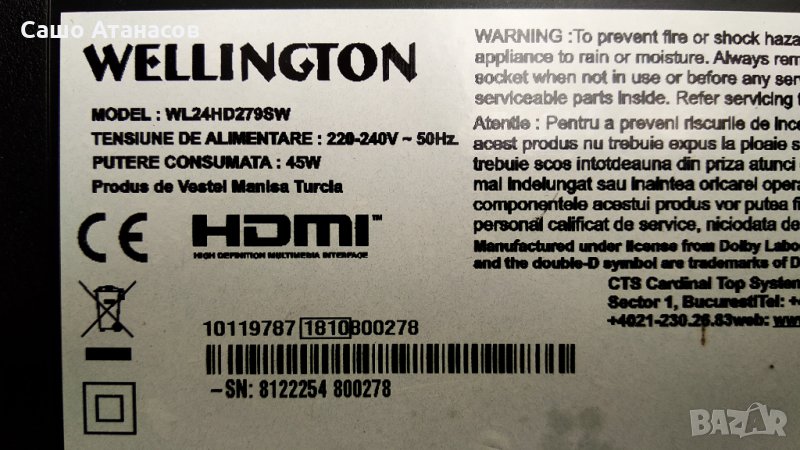 Сашо Атанасов
WELLINGTON
MODEL : WL24HD279SW
TENSIUNE DE ALIMENTARE : 220-240V ~ 50Hz.
PUTERE CONSUMATA : 45W
Produs de Vestel Manisa Turcia
CE HDMI™
HIGH DEFINITION MULTIMEDIA INTERFACE
10119787 1810800278
-SN: 8122254 800278
WARNING :To prevent fire or shock haza
appliance to rain or moisture. Always rem
socket when not in use or before any serv
serviceable parts inside. Refer servicing t
Atentie : Pentru a preveni riscurile de ince
acest produs nu trebuie expus la ploaie s
trebuie scos intotdeauna din priza atunci
mai indelungat sau inaintea oricarei opera
componentele acestui produs vor putea fi
personal calificat de service, niciodata de
Manufactured under license from Dolby Labo
and the double-D symbol are trademarks of D
CTS Cardinal Top System
Sector 1, Bucuresti Tel: +
+4021-230.26.83web: ww
BAZAR